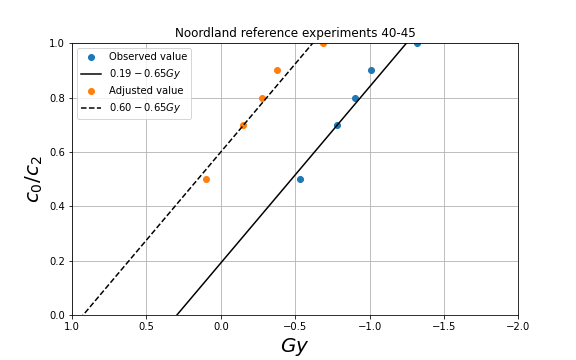 Noordland reference experiments 40-45
1.0
0.8
0.6
0.4
0.2
0.0
c₀/c₂
Observed value
0.19 − 0.65Gy
Adjusted value
0.60 − 0.65Gy
1.0 0.5 0.0 −0.5 −1.0 −1.5 −2.0
Gy